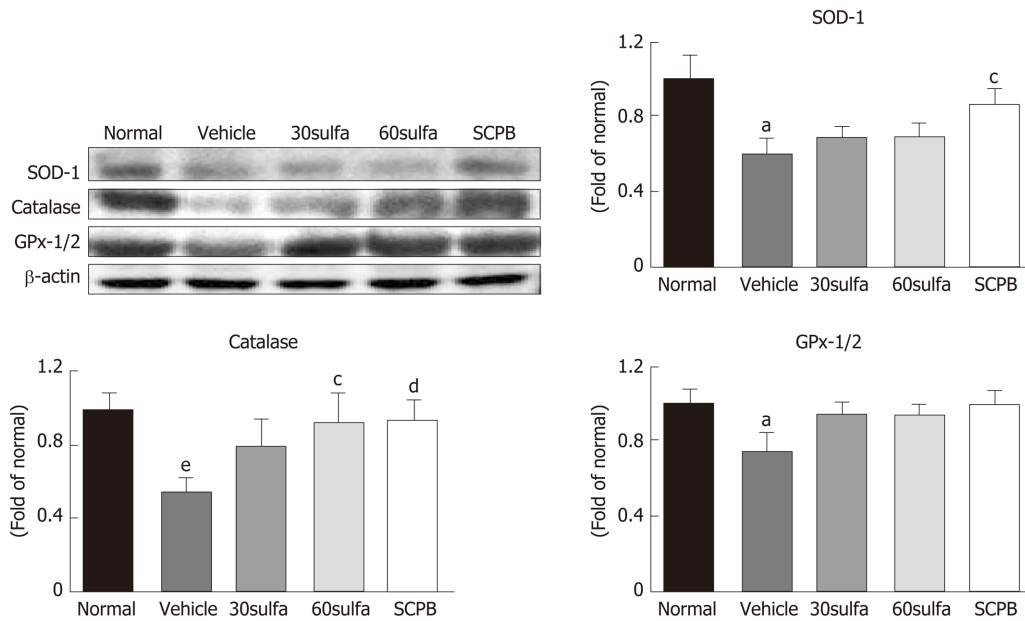 Normal Vehicle 30sulfa 60sulfa SCPB
SOD-1
Catalase
GPx-1/2
β-actin
SOD-1
(Fold of normal)
1.2
0.8
0.4
0
a
c
Normal Vehicle 30sulfa 60sulfa SCPB
Catalase
(Fold of normal)
1.2
0.8
0.4
0
e
c
d
Normal Vehicle 30sulfa 60sulfa SCPB
GPx-1/2
(Fold of normal)
1.2
0.8
0.4
0
a
Normal Vehicle 30sulfa 60sulfa SCPB